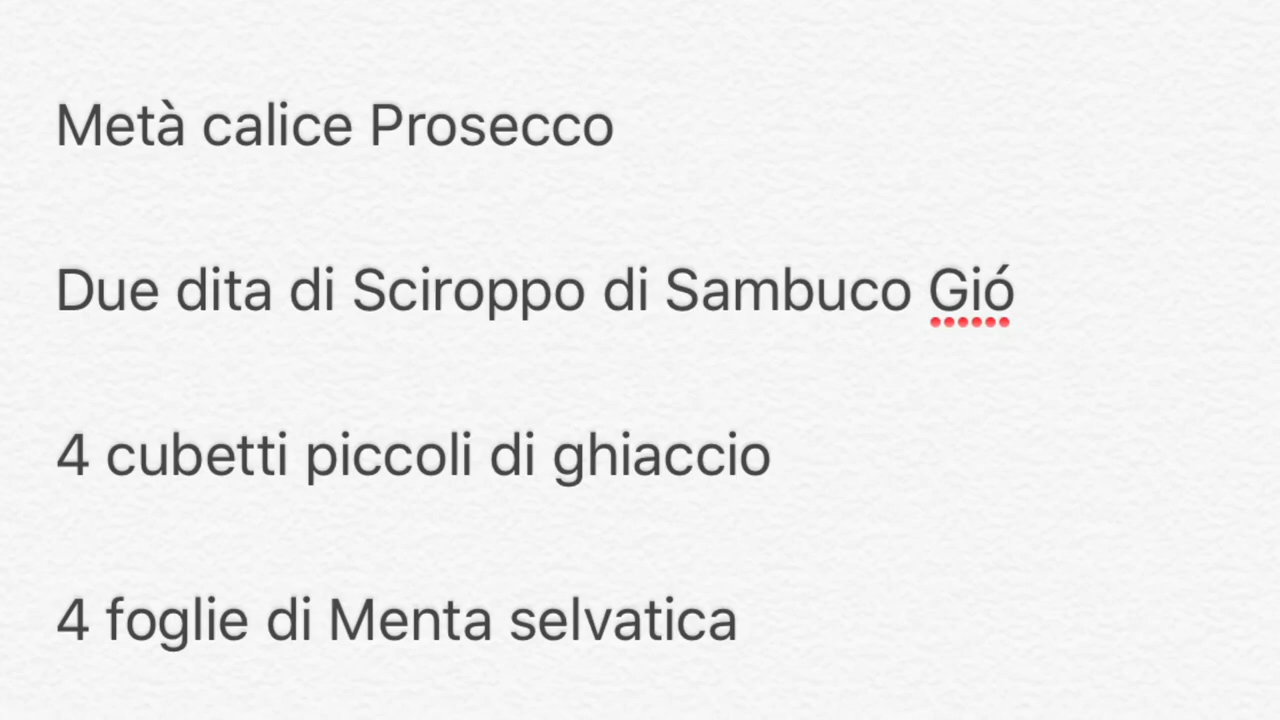 Metà calice Prosecco
Due dita di Sciroppo di Sambuco Gió
4 cubetti piccoli di ghiaccio
4 foglie di Menta selvatica